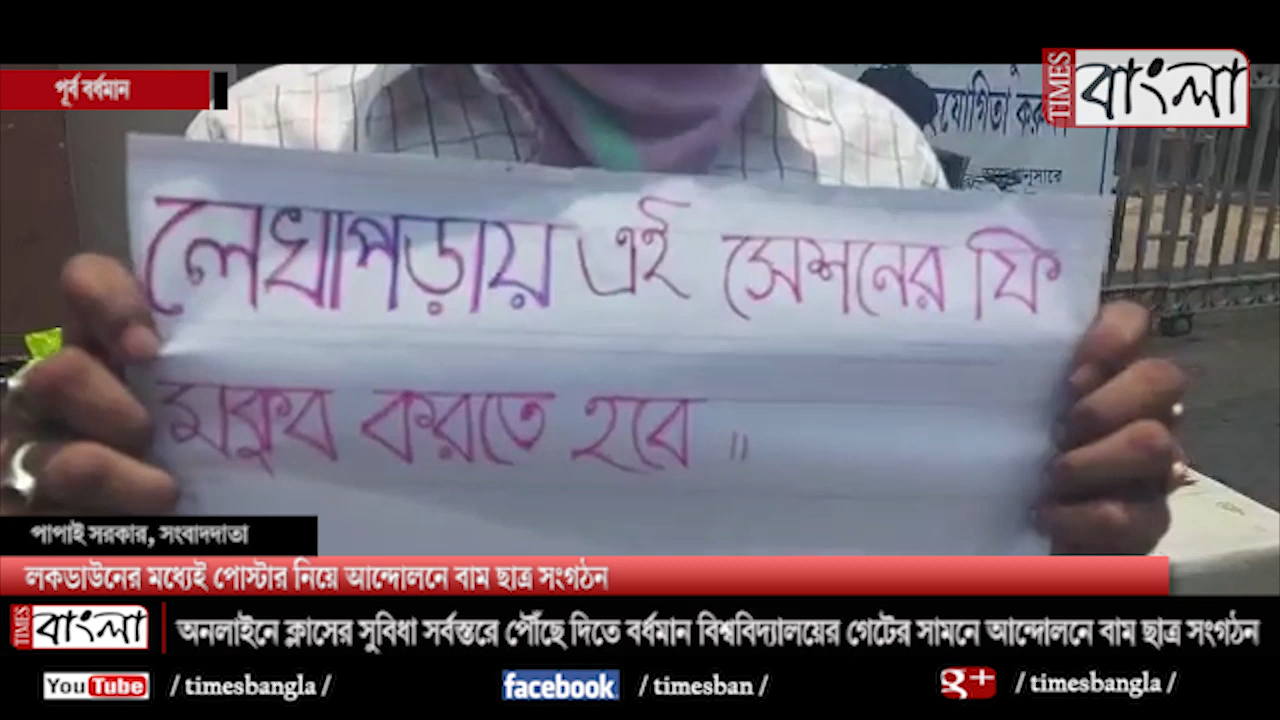 পূর্ব বর্ধমান
TIMES বাংলা
যোগিতা করু
লেখাপড়ায় এই সেশনের ফি
মকুব করতে হবে ॥
পাপাই সরকার, সংবাদদাতা
লকডাউনের মধ্যেই পোস্টার নিয়ে আন্দোলনে বাম ছাত্র সংগঠন
TIMES বাংলা অনলাইনে ক্লাসের সুবিধা সর্বস্তরে পৌঁছে দিতে বর্ধমান বিশ্ববিদ্যালয়ের গেটের সামনে আন্দোলনে বাম ছাত্র সংগঠন
YouTube / timesbangla / facebook / timesban / g+ / timesbangla /